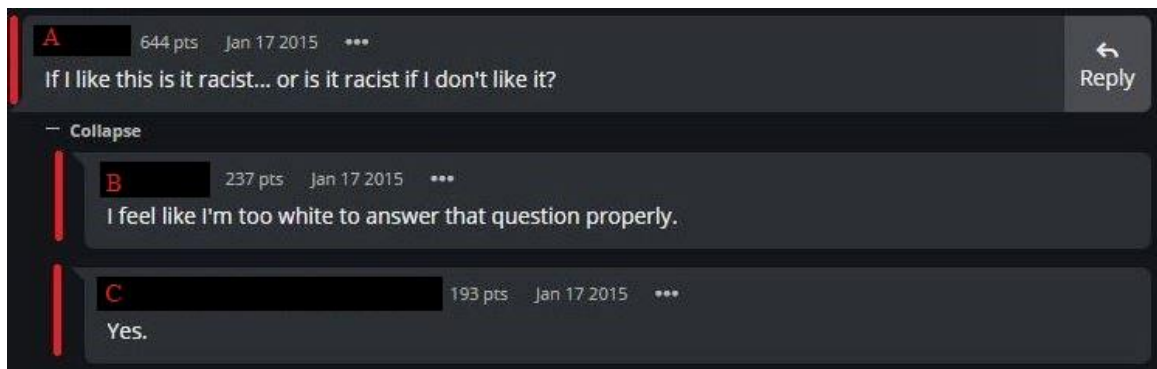 A 644 pts Jan 17 2015 •••
If I like this is it racist... or is it racist if I don't like it?
Reply
— Collapse
B 237 pts Jan 17 2015 •••
I feel like I'm too white to answer that question properly.
C 193 pts Jan 17 2015 •••
Yes.